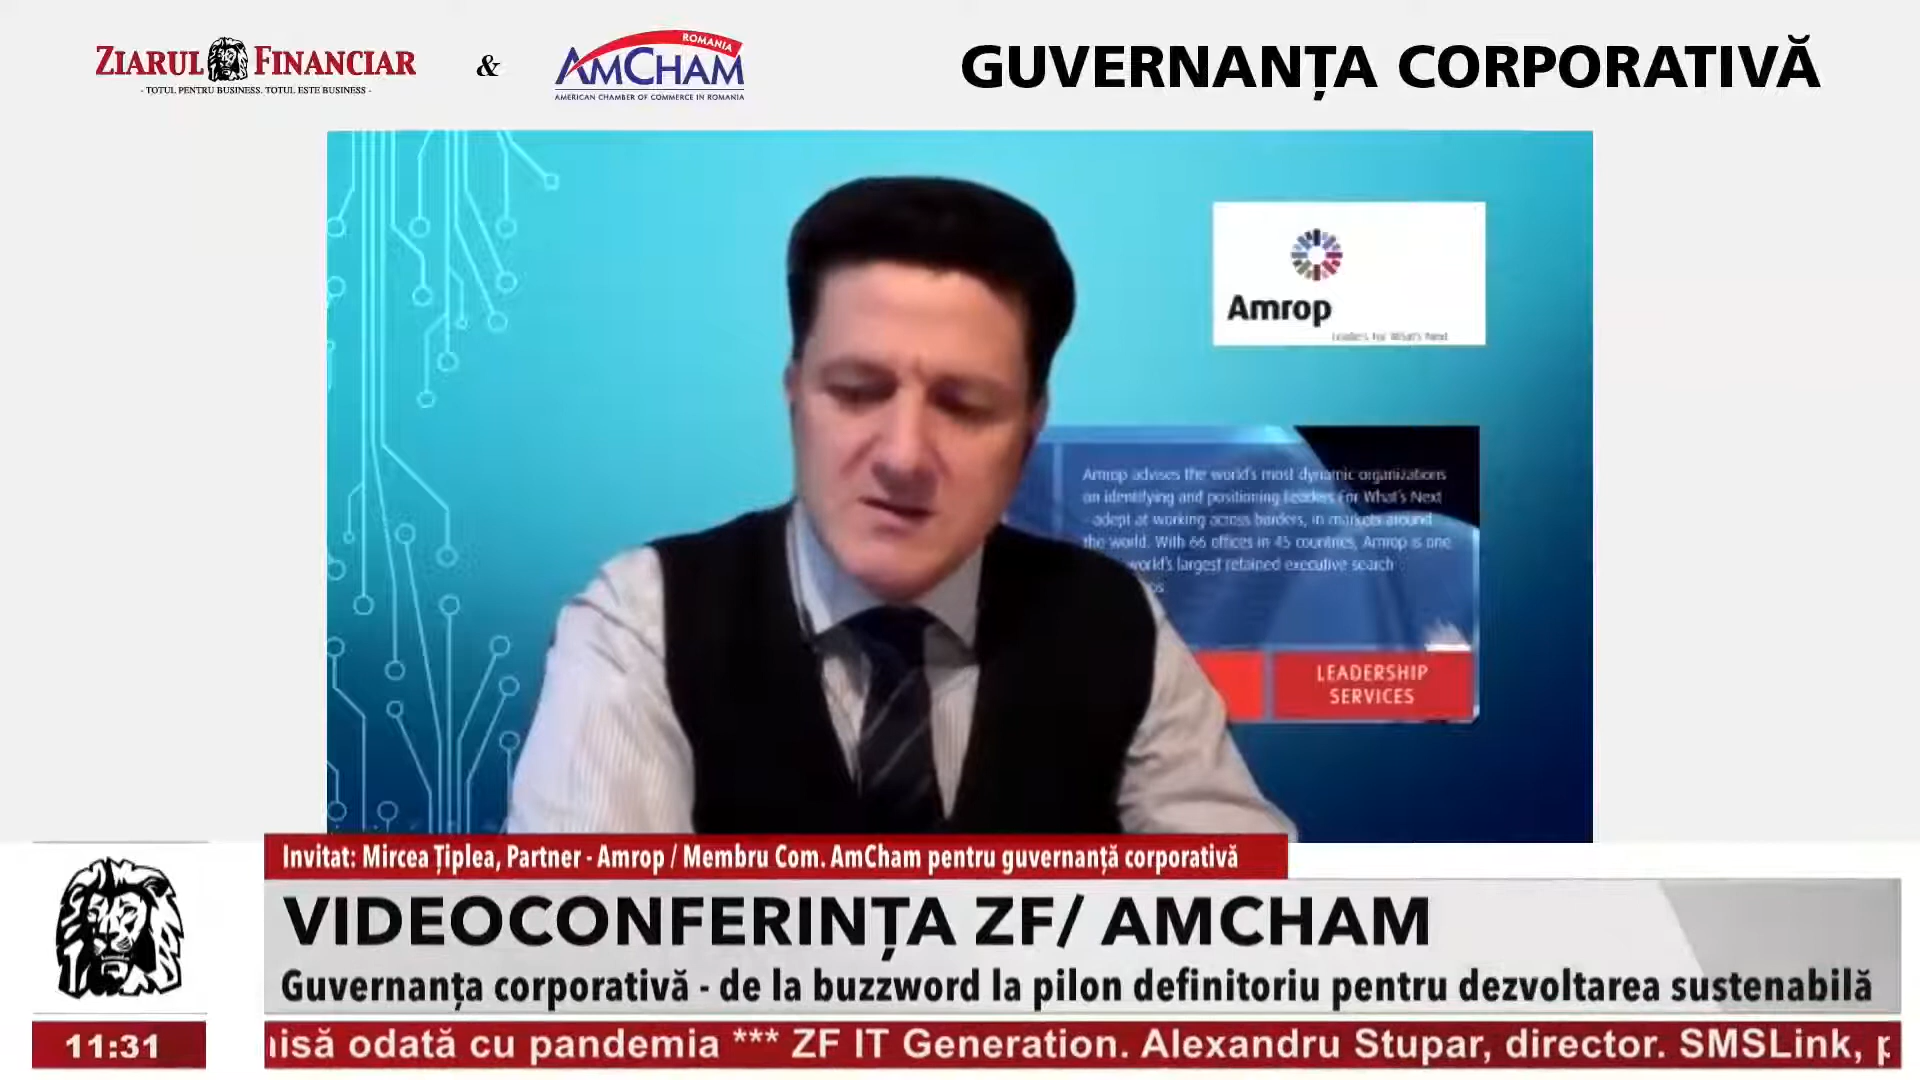 ZIARUL FINANCIAR
- TOTUL PENTRU BUSINESS. TOTUL ESTE BUSINESS -
&
ROMANIA
AMCHAM
AMERICAN CHAMBER OF COMMERCE IN ROMANIA
GUVERNANȚA CORPORATIVĂ
Amrop
Leaders For What's Next
Amrop advises the world's most dynamic organizations
on identifying and positioning Leaders For What's Next
- adept at working across borders, in markets around
the world. With 66 offices in 45 countries, Amrop is one
world's largest retained executive search
LEADERSHIP
SERVICES
Invitat: Mircea Țiplea, Partner - Amrop / Membru Com. AmCham pentru guvernanță corporativă
VIDEOCONFERINȚA ZF/ AMCHAM
Guvernanța corporativă - de la buzzword la pilon definitoriu pentru dezvoltarea sustenabilă
11:31
odată cu pandemia *** ZF IT Generation. Alexandru Stupar, director. SMSLink,